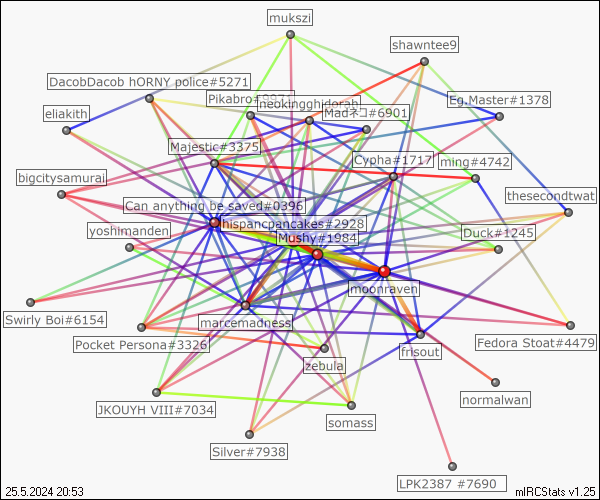 mukszi
shawntee9
DacobDacob hORNY police#5271
Pikabro#9871
neokingghidorah
Eg.Master#1378
Madネコ#6901
eliakith
Majestic#3375
Cypha#1717
ming#4742
bigcitysamurai
thesecondtwat
Can anything be saved#0396
hispancpancakes#2928
yoshimanden
Mushy#1984
Duck#1245
moonraven
Swirly Boi#6154
marcemadness
Pocket Persona#3326
frisout
Fedora Stoat#4479
zebula
normalwan
JKOUYH VIII#7034
somass
Silver#7938
LPK2387 #7690
25.5.2024 20:53
mIRCStats v1.25